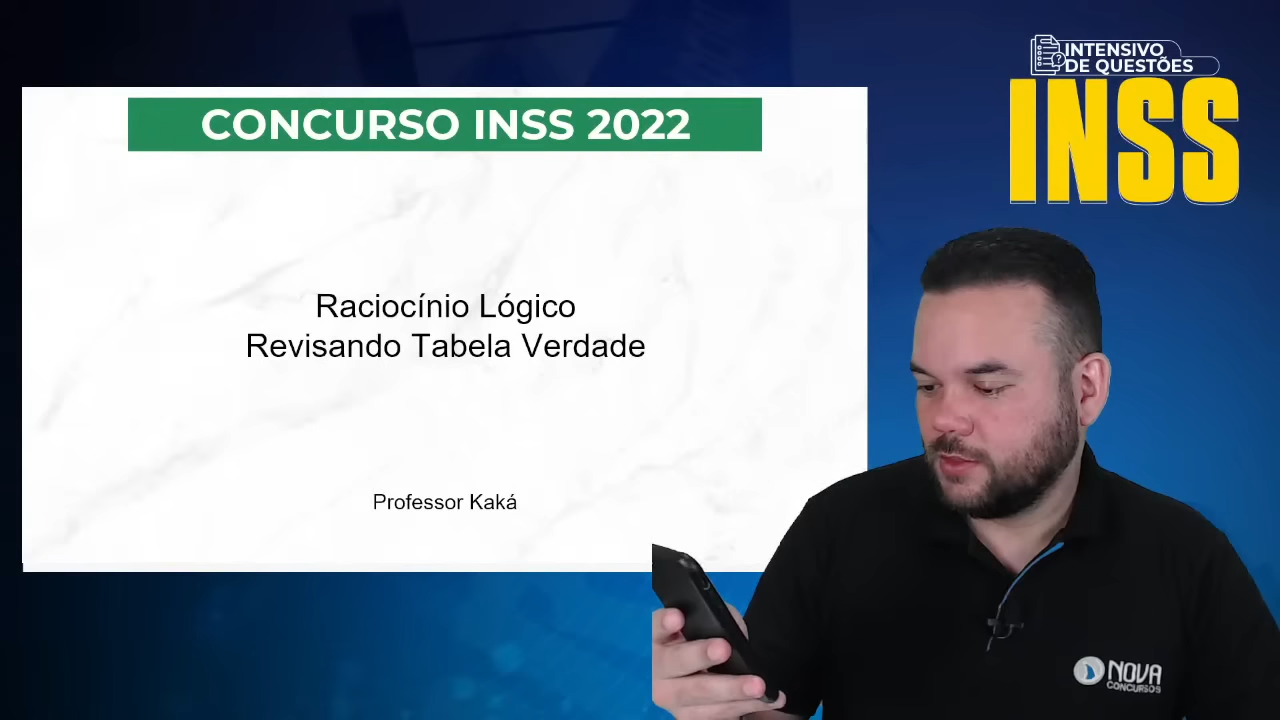 INTENSIVO
DE QUESTÕES
INSS
CONCURSO INSS 2022
Raciocínio Lógico
Revisando Tabela Verdade
Professor Kaká
NOVA
CONCURSOS